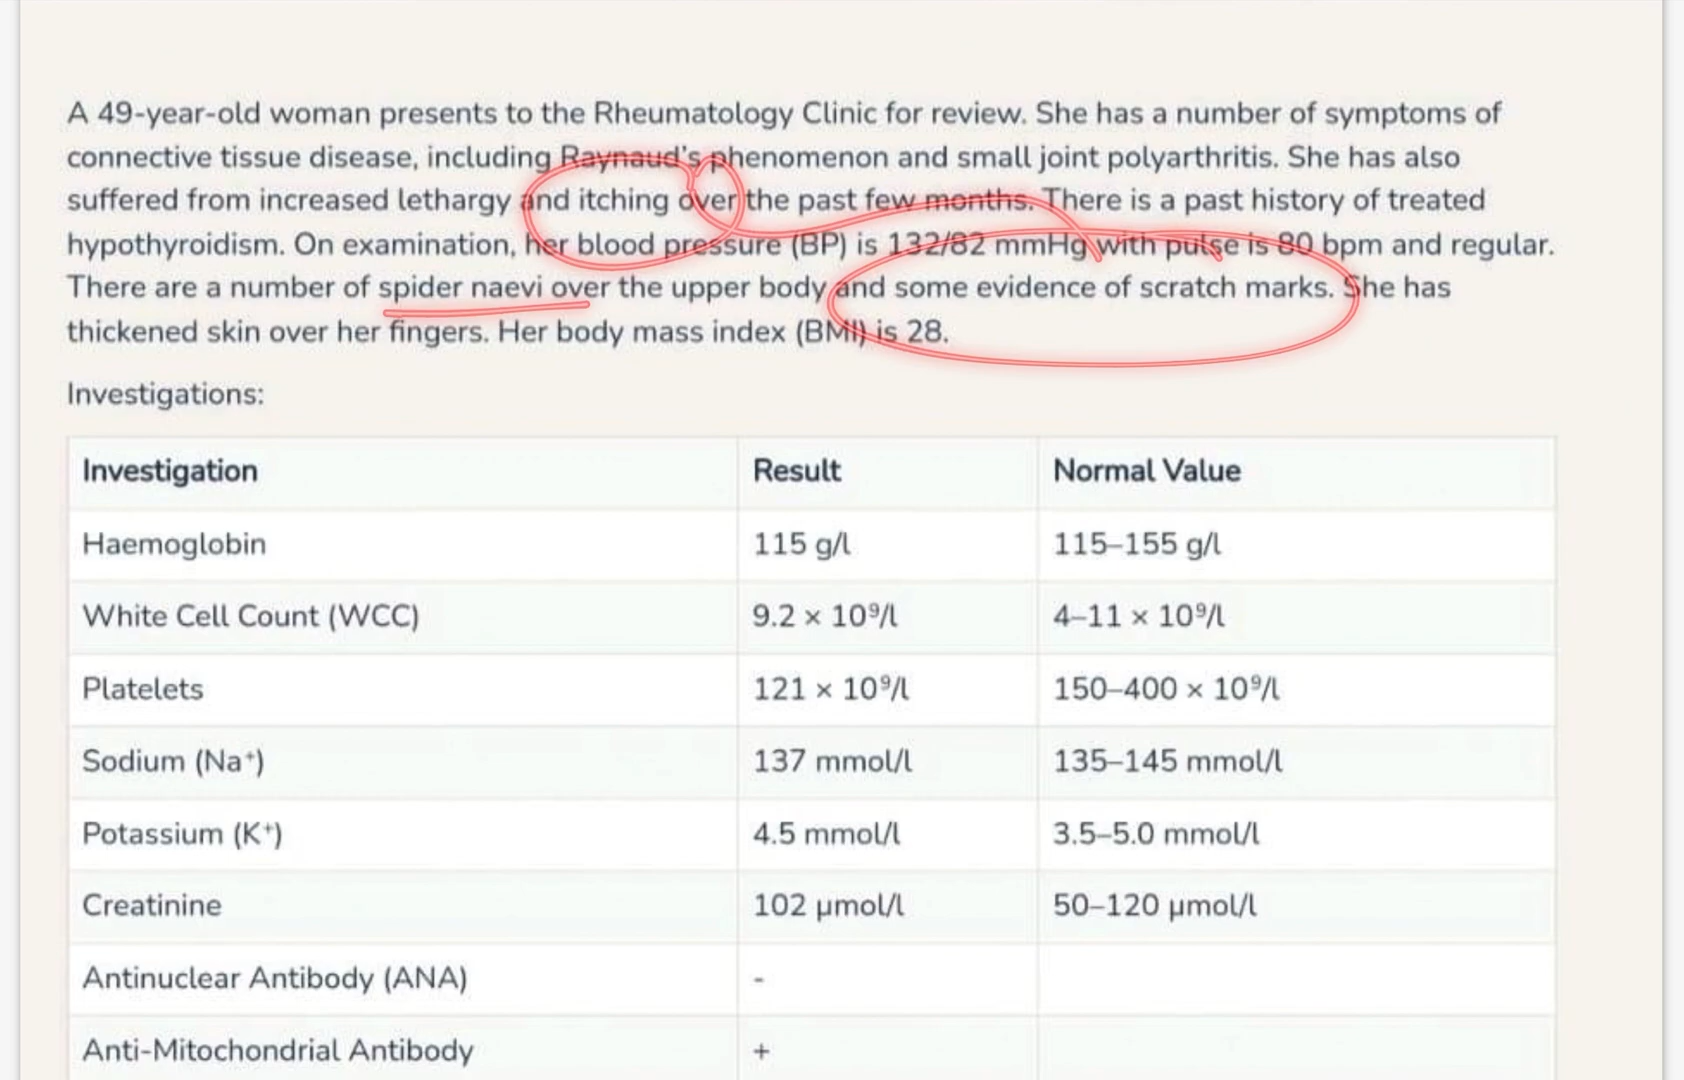 A 49-year-old woman presents to the Rheumatology Clinic for review. She has a number of symptoms of
connective tissue disease, including Raynaud's phenomenon and small joint polyarthritis. She has also
suffered from increased lethargy and itching over the past few months. There is a past history of treated
hypothyroidism. On examination, her blood pressure (BP) is 132/82 mmHg with pulse is 80 bpm and regular.
There are a number of spider naevi over the upper body and some evidence of scratch marks. She has
thickened skin over her fingers. Her body mass index (BMI) is 28.
Investigations:
Investigation Result Normal Value
Haemoglobin 115 g/l 115–155 g/l
White Cell Count (WCC) 9.2 × 10⁹/l 4–11 × 10⁹/l
Platelets 121 × 10⁹/l 150–400 × 10⁹/l
Sodium (Na⁺) 137 mmol/l 135–145 mmol/l
Potassium (K⁺) 4.5 mmol/l 3.5–5.0 mmol/l
Creatinine 102 µmol/l 50–120 µmol/l
Antinuclear Antibody (ANA) -
Anti-Mitochondrial Antibody +